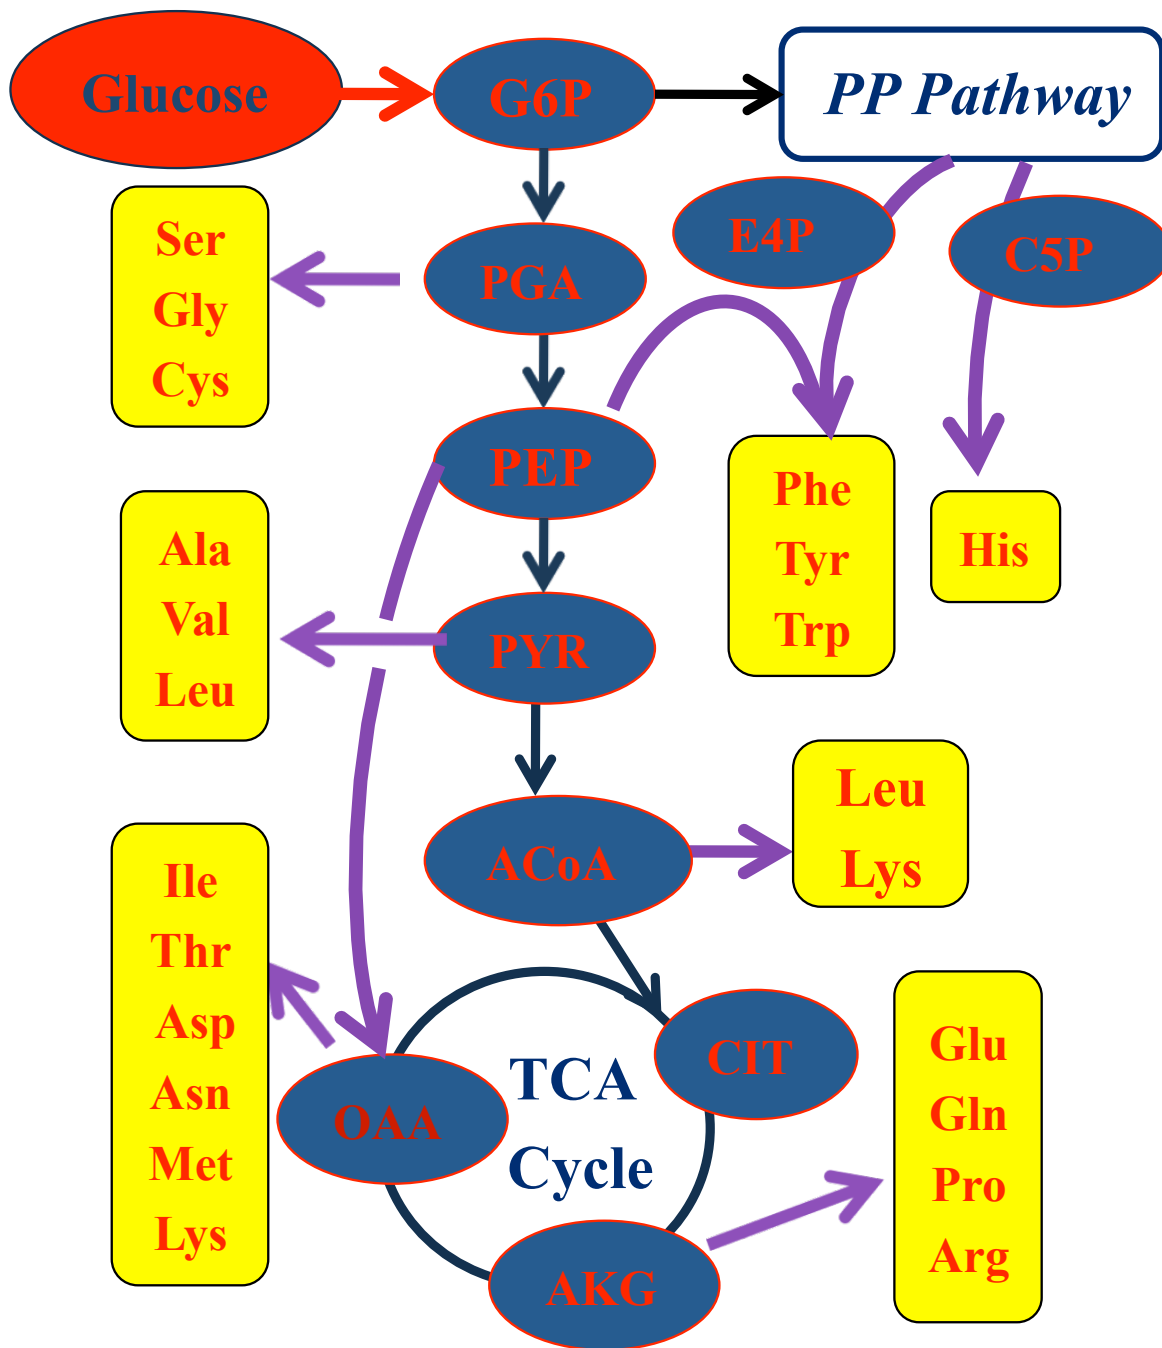 Glucose
G6P
PP Pathway
Ser
Gly
Cys
PGA
E4P
C5P
PEP
Phe
Tyr
Trp
His
Ala
Val
Leu
PYR
ACoA
Leu
Lys
Ile
Thr
Asp
Asn
Met
Lys
OAA
TCA
Cycle
CIT
AKG
Glu
Gln
Pro
Arg